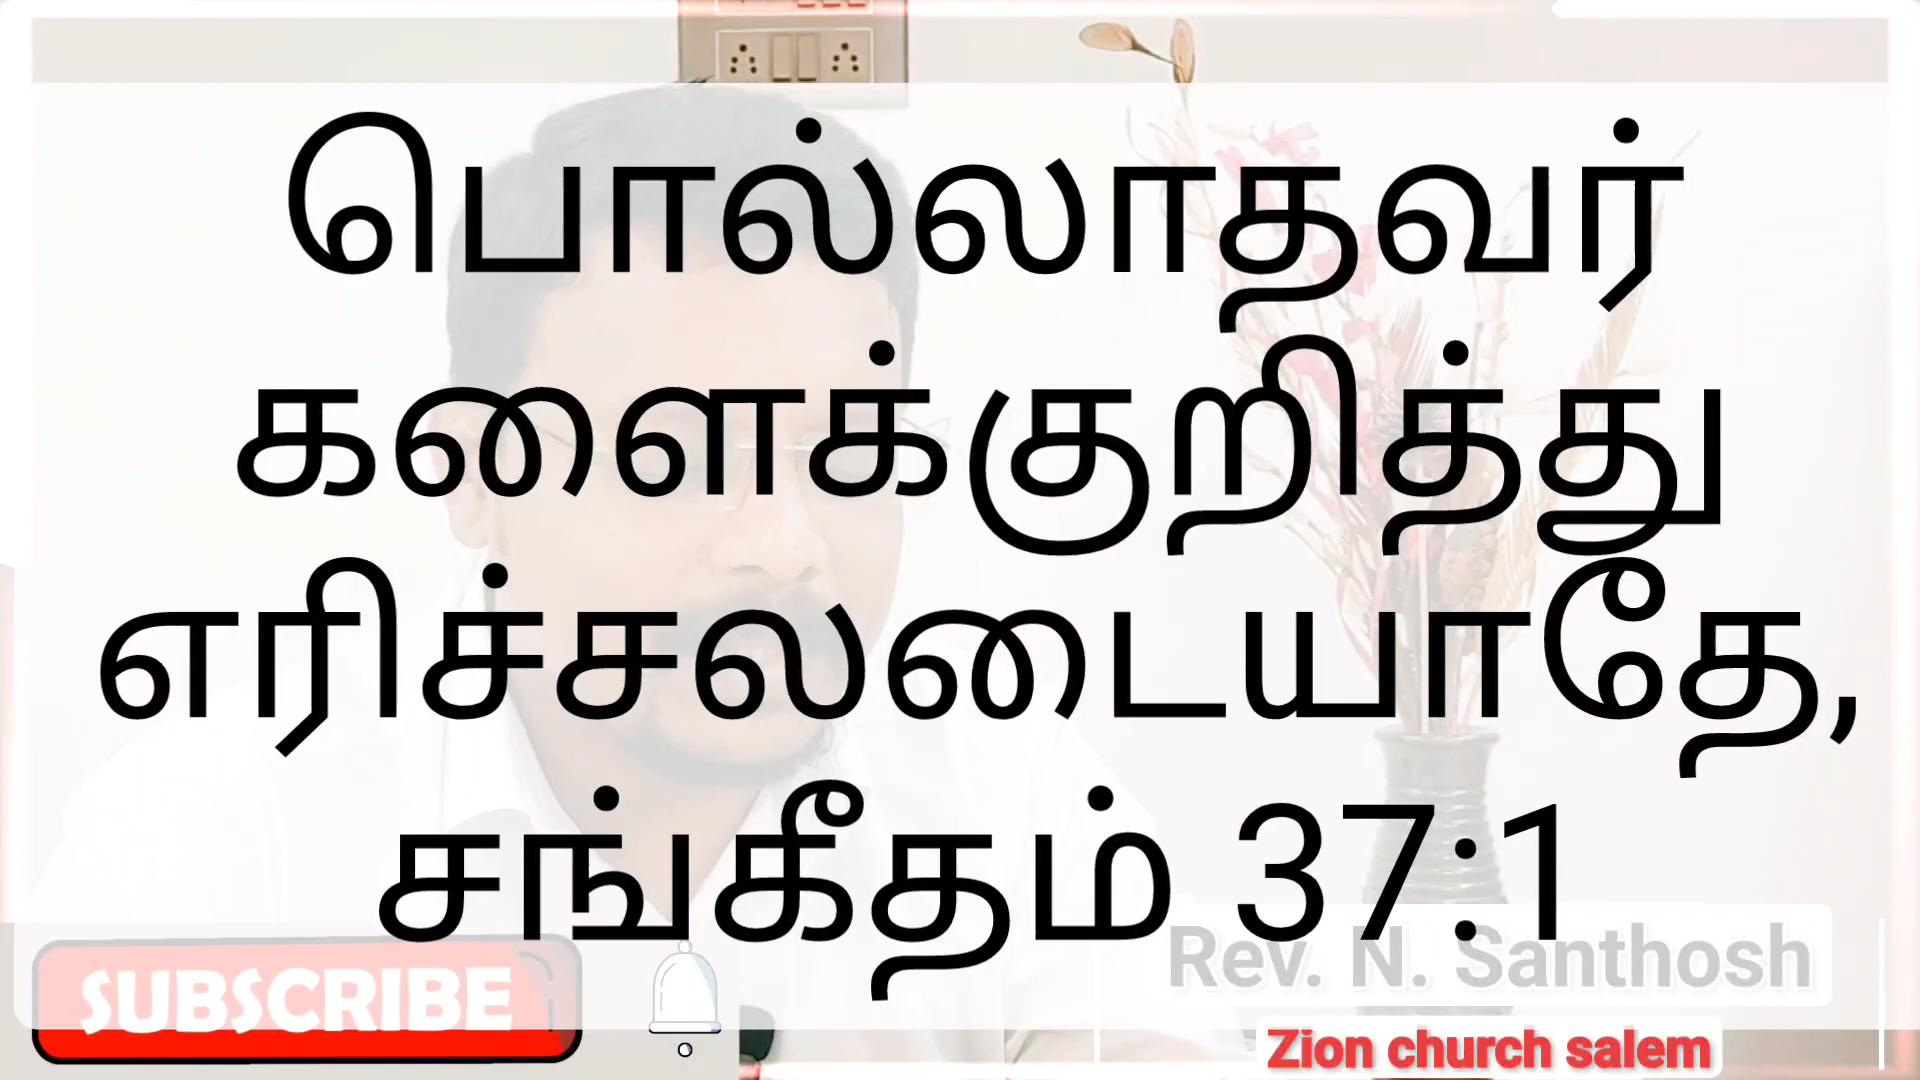 பொல்லாதவர்
களைக்குறித்து
எரிச்சலடையாதே,
சங்கீதம் 37:1
Rev. N. Santhosh
SUBSCRIBE
Zion church salem